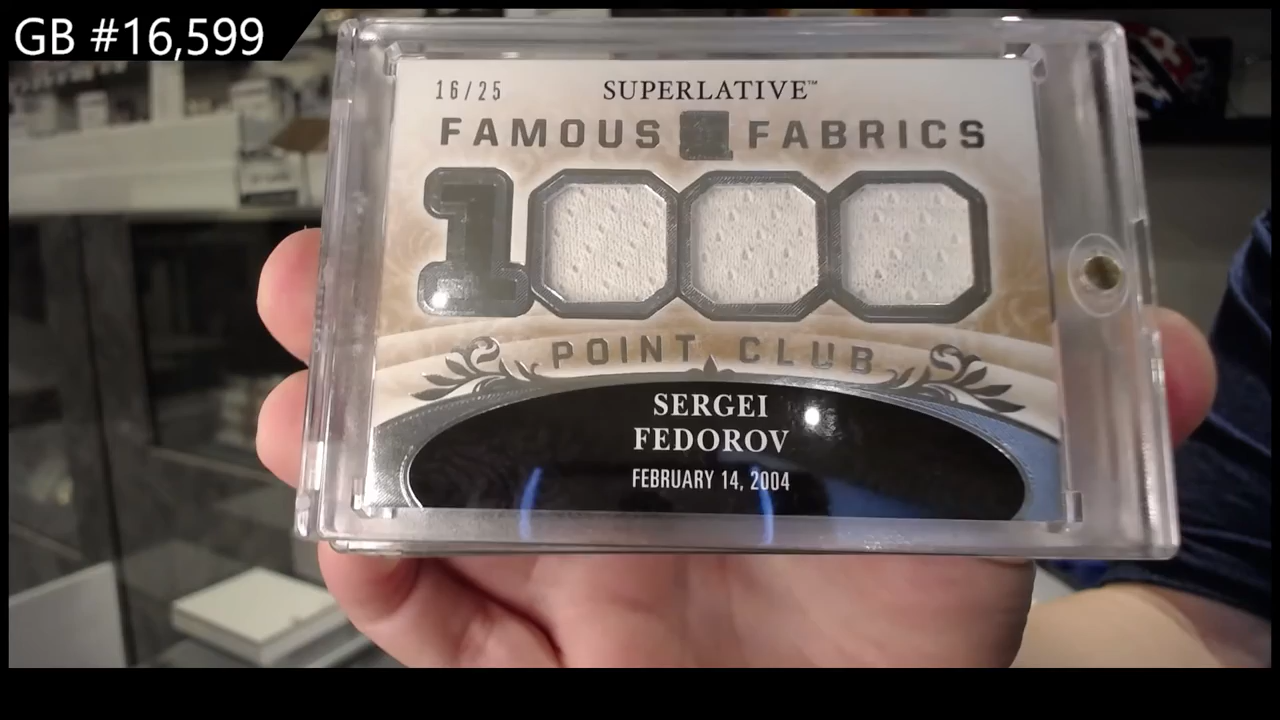 GB #16,599
16/25
SUPERLATIVE™
FAMOUS FABRICS
1000
POINT CLUB
SERGEI
FEDOROV
FEBRUARY 14, 2004